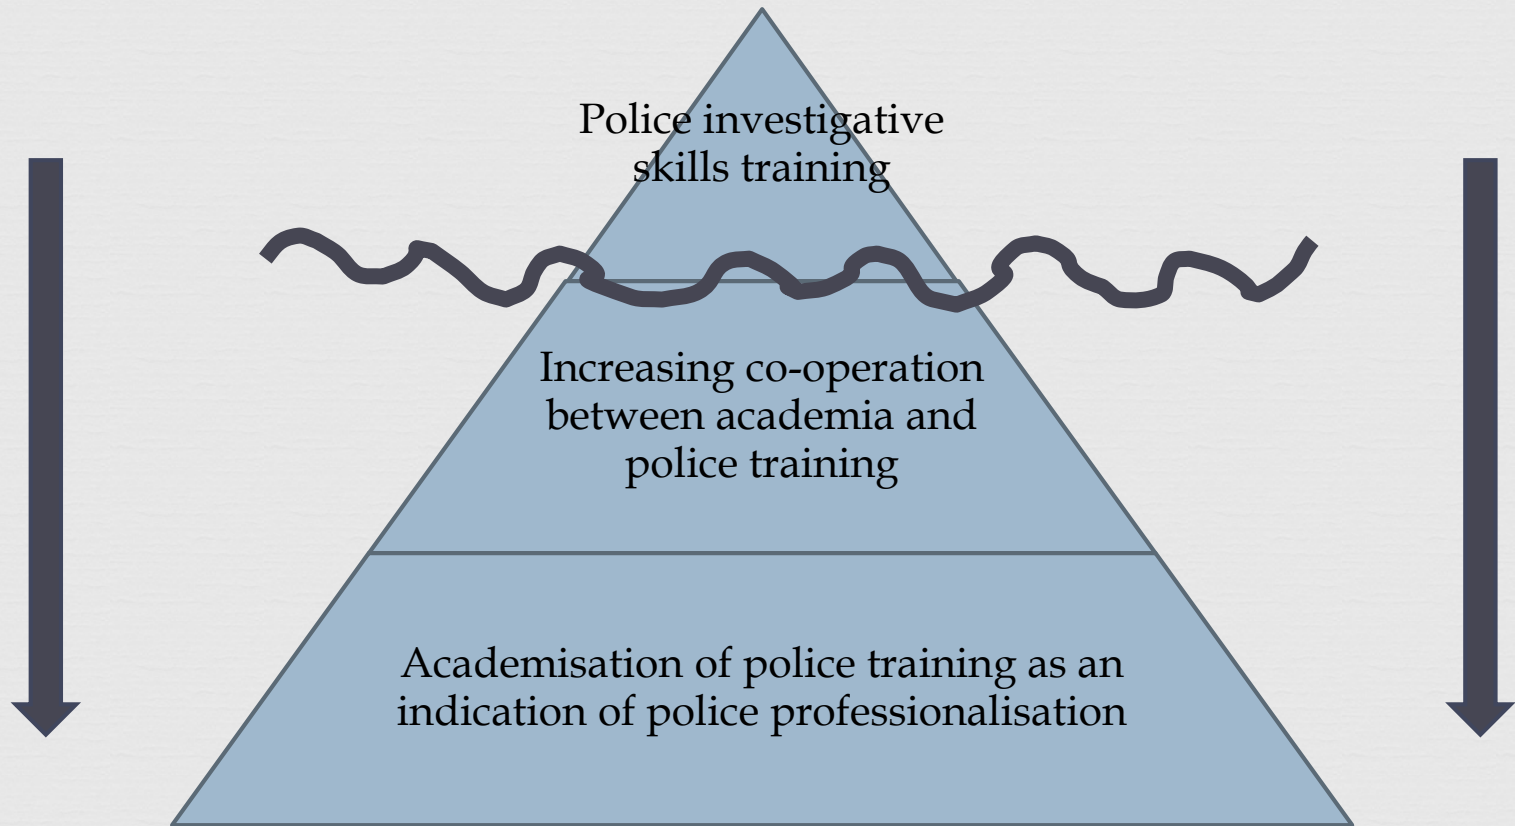 Police investigative
skills training
Increasing co-operation
between academia and
police training
Academisation of police training as an
indication of police professionalisation